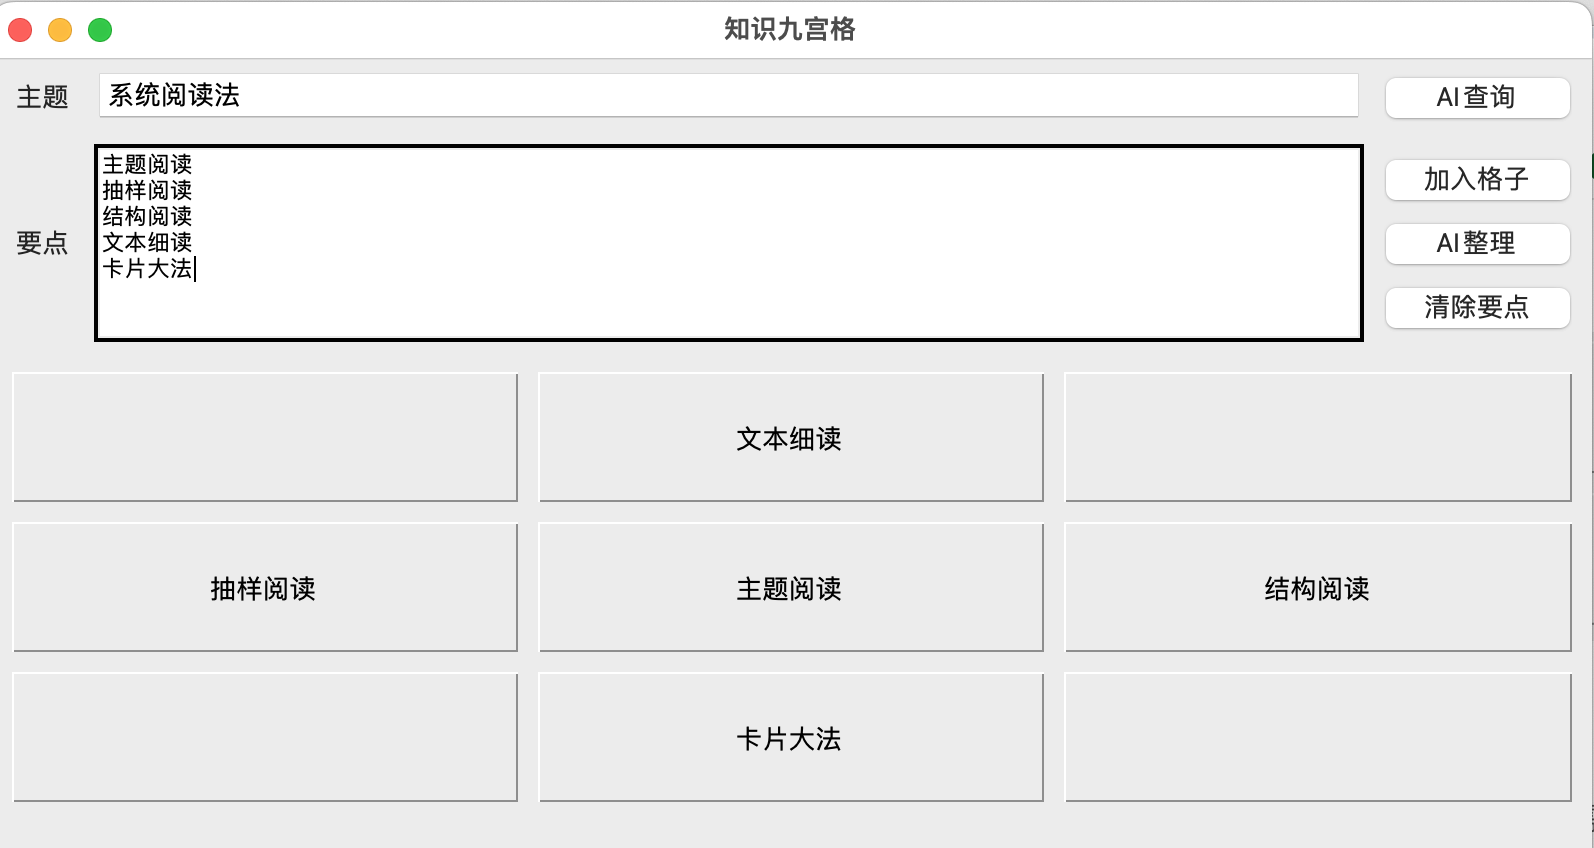 知识九宫格
主题
系统阅读法
AI查询
要点
主题阅读
抽样阅读
结构阅读
文本细读
卡片大法
加入格子
AI整理
清除要点
文本细读
抽样阅读
主题阅读
结构阅读
卡片大法